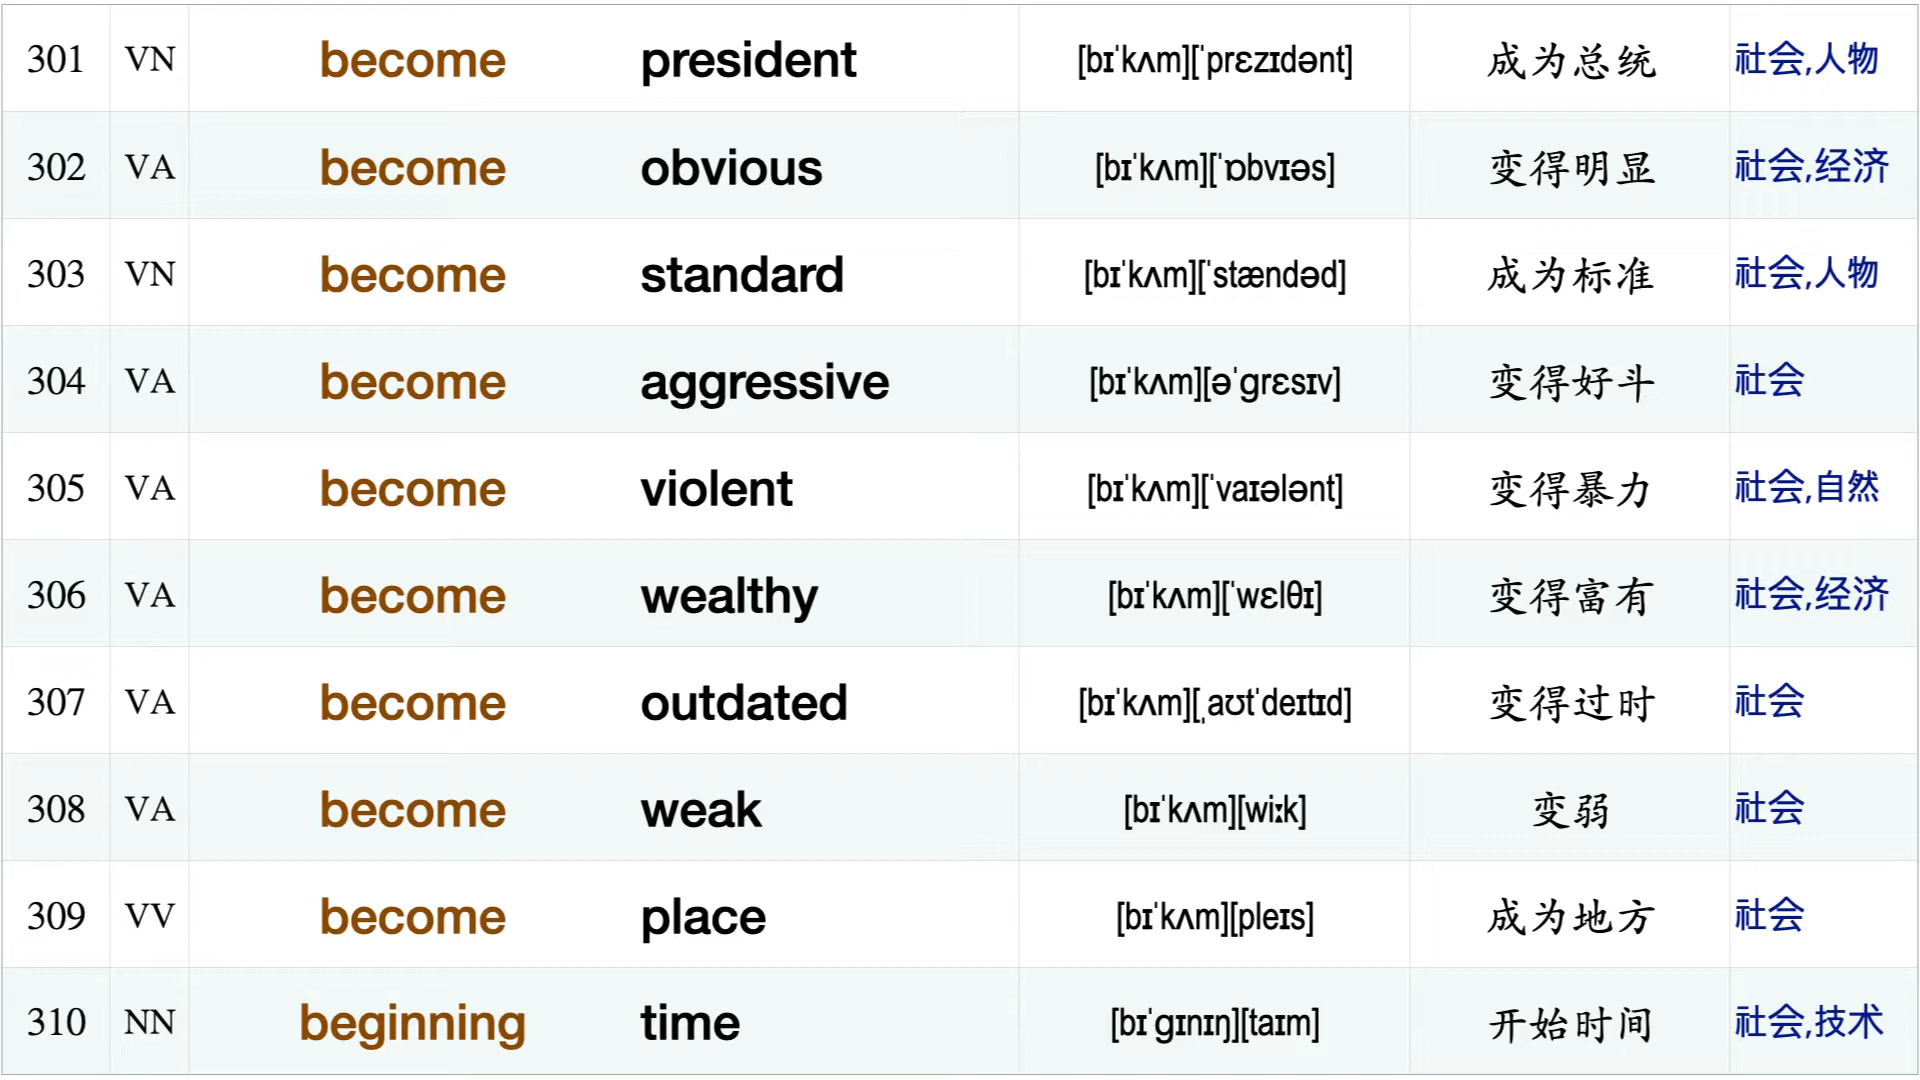 301 VN become president [bɪˈkʌm][ˈprɛzɪdənt] 成为总统 社会,人物
302 VA become obvious [bɪˈkʌm][ˈɒbvɪəs] 变得明显 社会,经济
303 VN become standard [bɪˈkʌm][ˈstændəd] 成为标准 社会,人物
304 VA become aggressive [bɪˈkʌm][əˈgrɛsɪv] 变得好斗 社会
305 VA become violent [bɪˈkʌm][ˈvaɪələnt] 变得暴力 社会,自然
306 VA become wealthy [bɪˈkʌm][ˈwɛlθɪ] 变得富有 社会,经济
307 VA become outdated [bɪˈkʌm][ˌaʊtˈdeɪtɪd] 变得过时 社会
308 VA become weak [bɪˈkʌm][wiːk] 变弱 社会
309 VV become place [bɪˈkʌm][pleɪs] 成为地方 社会
310 NN beginning time [bɪˈgɪnɪŋ][taɪm] 开始时间 社会,技术